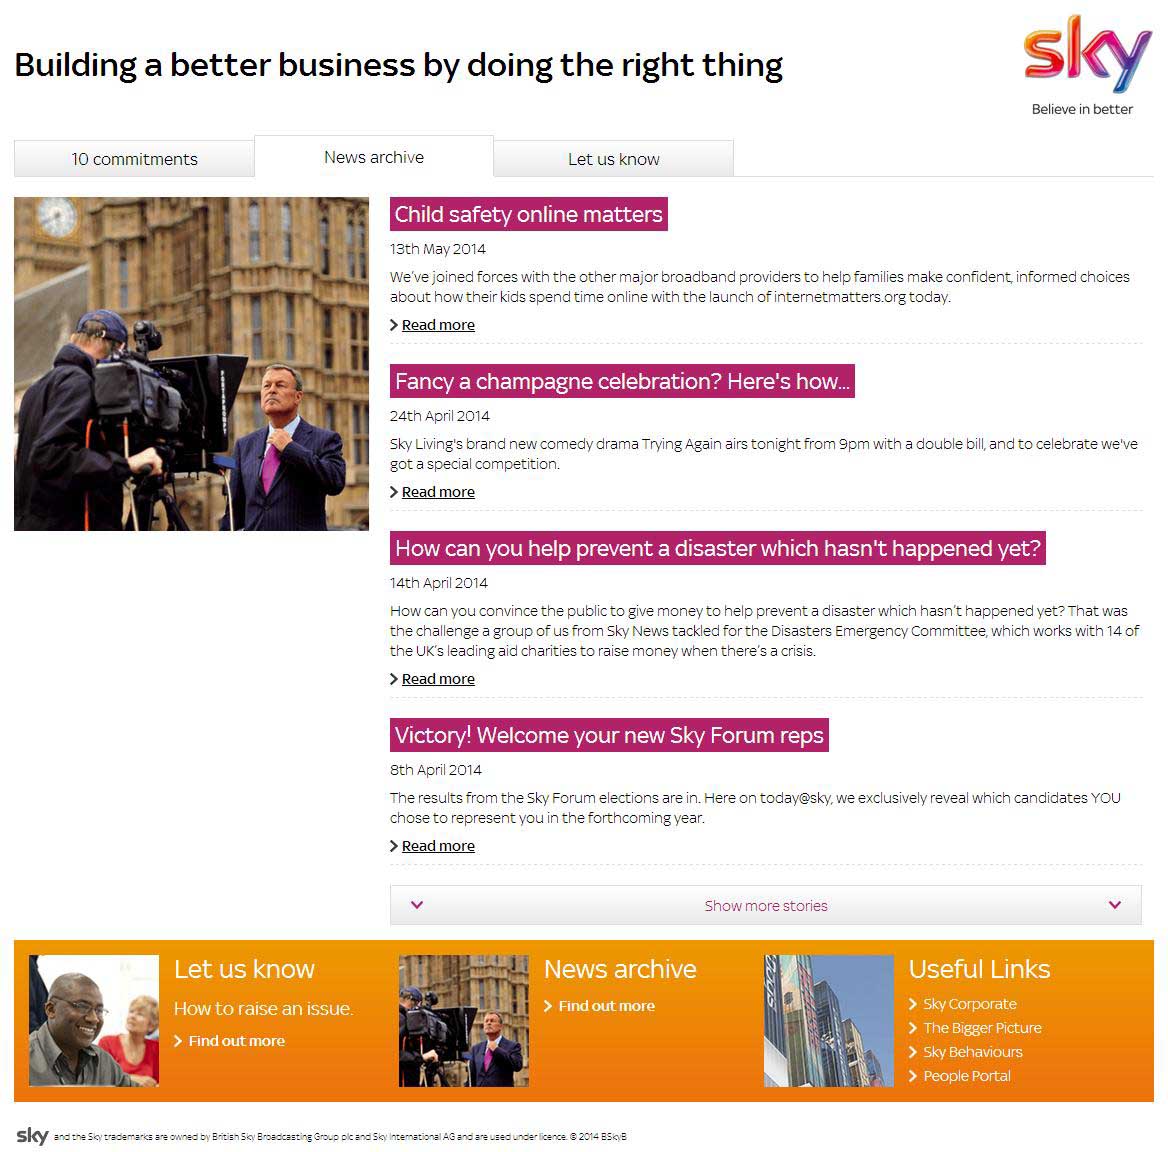 Building a better business by doing the right thing
sky
Believe in better
10 commitments
News archive
Let us know
Child safety online matters
13th May 2014
We've joined forces with the other major broadband providers to help families make confident, informed choices
about how their kids spend time online with the launch of internetmatters.org today.
Read more
Fancy a champagne celebration? Here's how...
24th April 2014
Sky Living's brand new comedy drama Trying Again airs tonight from 9pm with a double bill, and to celebrate we've
got a special competition.
Read more
How can you help prevent a disaster which hasn't happened yet?
14th April 2014
How can you convince the public to give money to help prevent a disaster which hasn't happened yet? That was
the challenge a group of us from Sky News tackled for the Disasters Emergency Committee, which works with 14 of
the UK's leading aid charities to raise money when there's a crisis.
Read more
Victory! Welcome your new Sky Forum reps
8th April 2014
The results from the Sky Forum elections are in. Here on today@sky, we exclusively reveal which candidates YOU
chose to represent you in the forthcoming year.
Read more
Show more stories
Let us know
How to raise an issue.
Find out more
News archive
Find out more
Useful Links
Sky Corporate
The Bigger Picture
Sky Behaviours
People Portal
sky and the Sky trademarks are owned by British Sky Broadcasting Group plc and Sky International AG and are used under licence. © 2014 BSkyB